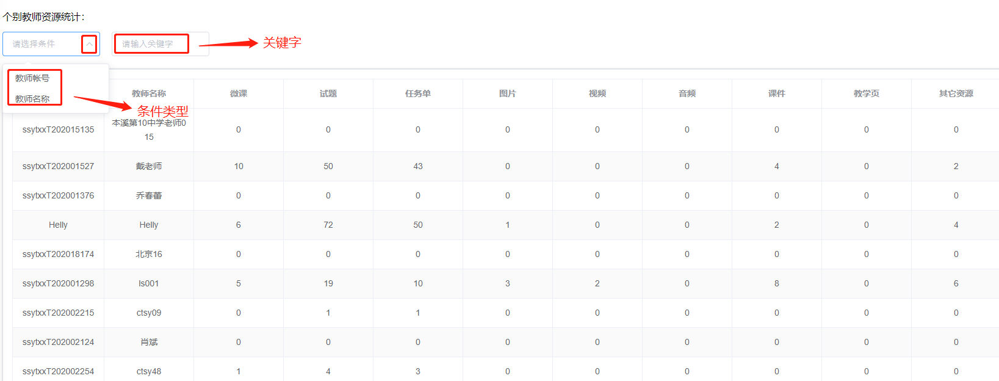 个别教师资源统计：
请选择条件 请输入关键字 关键字
教师帐号
教师名称
条件类型
教师名称 微课 试题 任务单 图片 视频 音频 课件 教学页 其它资源
ssytxxT202015135 本溪第10中学老师0 0 0 0 0 0 0 0 0 0
15
ssytxxT202001527 戴老师 10 50 43 0 0 0 4 0 2
ssytxxT202001376 乔春蕾 0 0 0 0 0 0 0 0 0
Helly Helly 6 72 50 1 0 0 2 0 4
ssytxxT202018174 北京16 0 0 0 0 0 0 0 0 0
ssytxxT202001298 ls001 5 19 10 3 2 0 8 0 6
ssytxxT202002215 ctsy09 0 1 1 0 0 0 0 0 0
ssytxxT202002124 肖斌 0 0 0 0 0 0 0 0 0
ssytxxT202002254 ctsy48 1 4 3 0 0 0 0 0 0